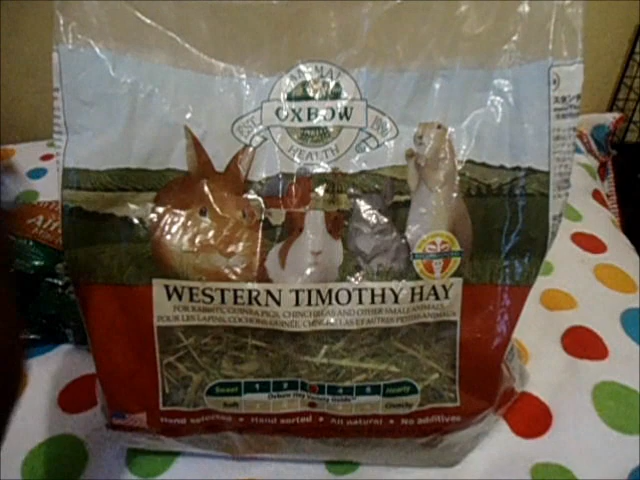 ANIMAL
OXBOW
HEALTH
WESTERN TIMOTHY HAY
FOR RABBITS, GUINEA PIGS, CHINCHILLAS AND OTHER SMALL ANIMALS
POUR LES LAPINS, COCHONS GUINÉE, CHINCHILLAS ET AUTRES PETITS ANIMAUX
Sweet 1 2 3 4 5 Hearty
Oxbow Hay Variety Guide
Soft Crunchy
Hand selected • Hand sorted • All natural • No additives